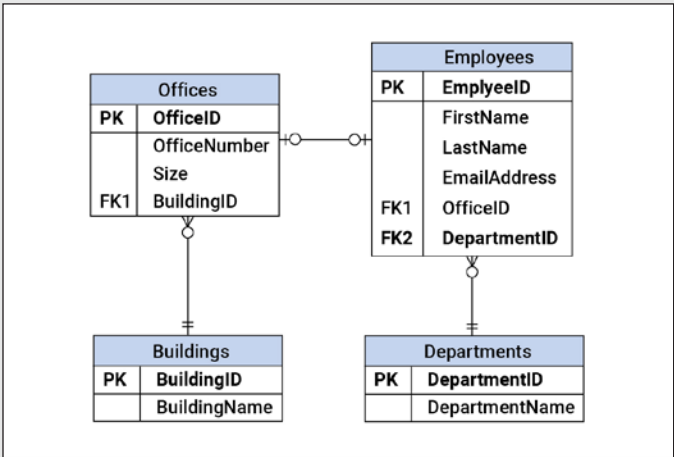 Offices
PK OfficeID
OfficeNumber
Size
FK1 BuildingID
Employees
PK EmplyeeID
FirstName
LastName
EmailAddress
FK1 OfficeID
FK2 DepartmentID
Buildings
PK BuildingID
BuildingName
Departments
PK DepartmentID
DepartmentName